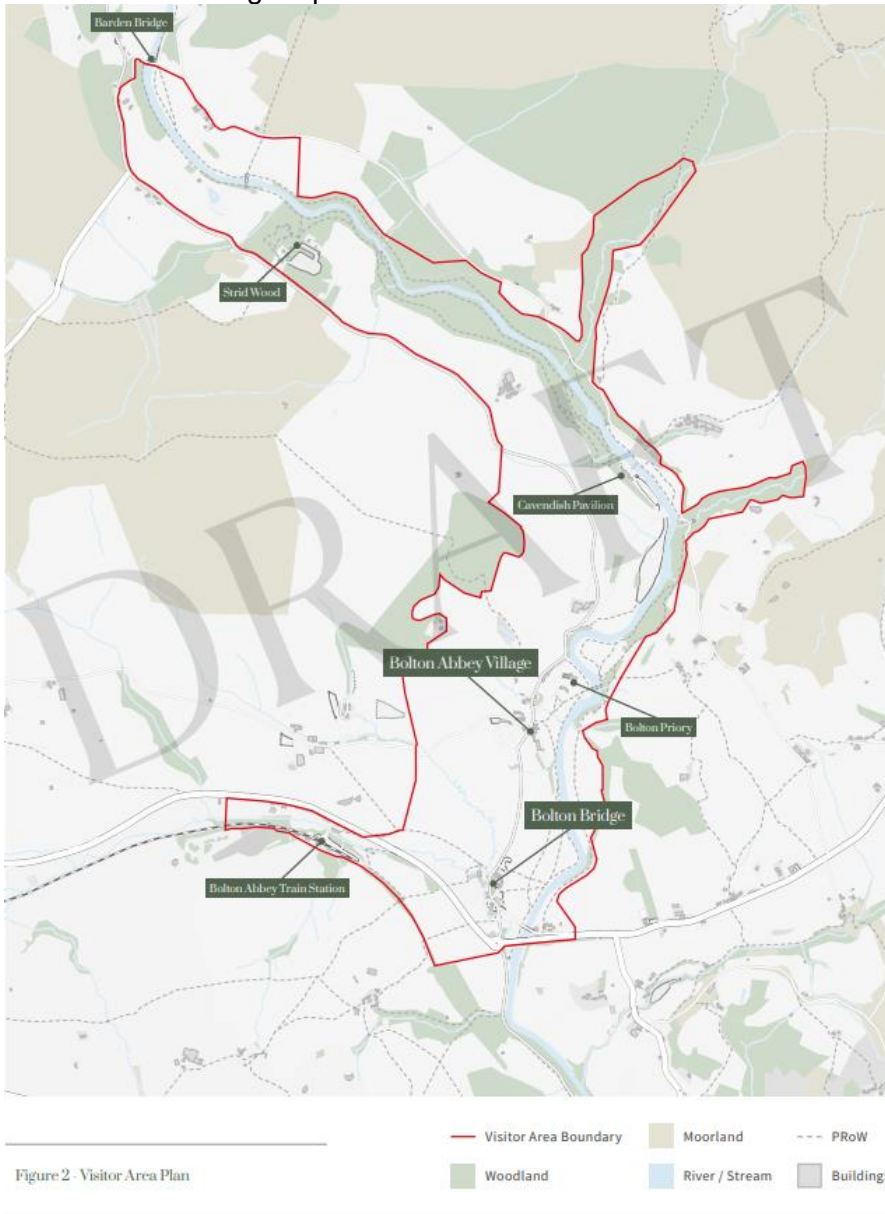 Barden Bridge
Strid Wood
Cavendish Pavilion
Bolton Abbey Village
Bolton Priory
Bolton Bridge
Bolton Abbey Train Station
DRAFT
Visitor Area Boundary
Moorland
PRoW
Figure 2 - Visitor Area Plan
Woodland
River / Stream
Building